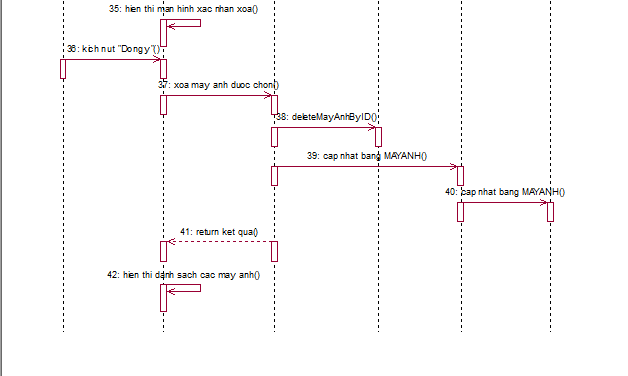 35: hien thi man hinh xac nhan xoa()
36: kich nut "Dong y"()
37: xoa may anh duoc chon()
38: deleteMayAnhByID()
39: cap nhat bang MAYANH()
40: cap nhat bang MAYANH()
41: return ket qua()
42: hien thi danh sach cac may anh()